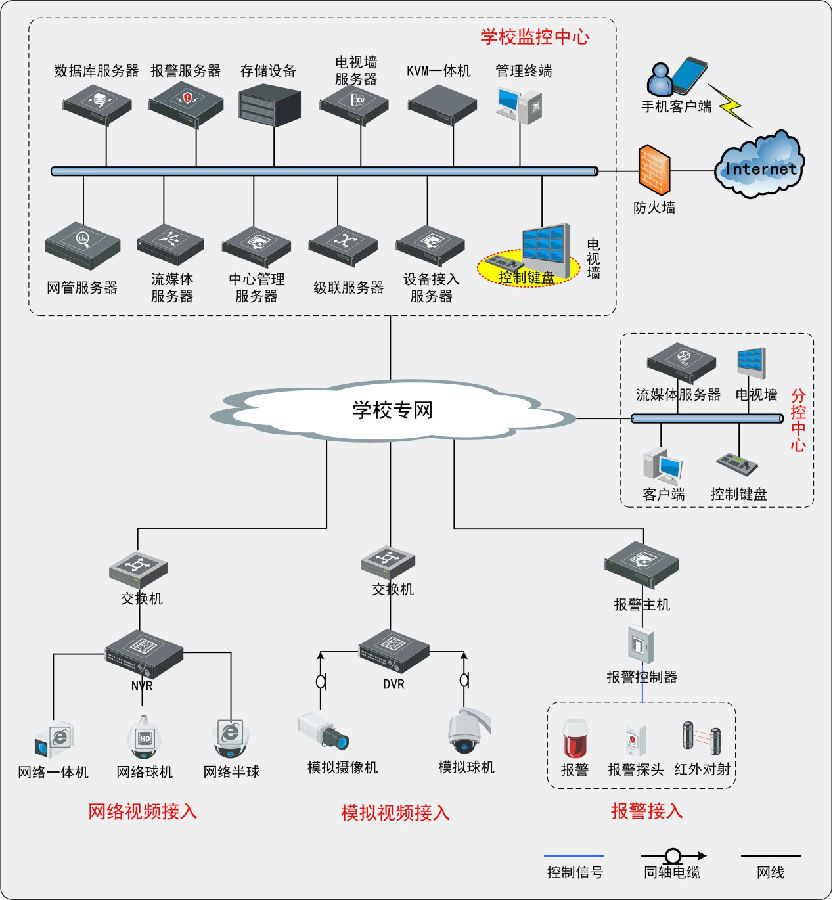 学校监控中心
数据库服务器
报警服务器
存储设备
电视墙
服务器
KVM一体机
管理终端
手机客户端
Internet
防火墙
网管服务器
流媒体
服务器
中心管理
服务器
级联服务器
设备接入
服务器
控制键盘
电视墙
学校专网
流媒体服务器
电视墙
分控中心
客户端
控制键盘
交换机
交换机
报警主机
NVR
DVR
报警控制器
HD
网络一体机
网络球机
网络半球
模拟摄像机
模拟球机
报警
报警探头
红外对射
网络视频接入
模拟视频接入
报警接入
控制信号
同轴电缆
网线